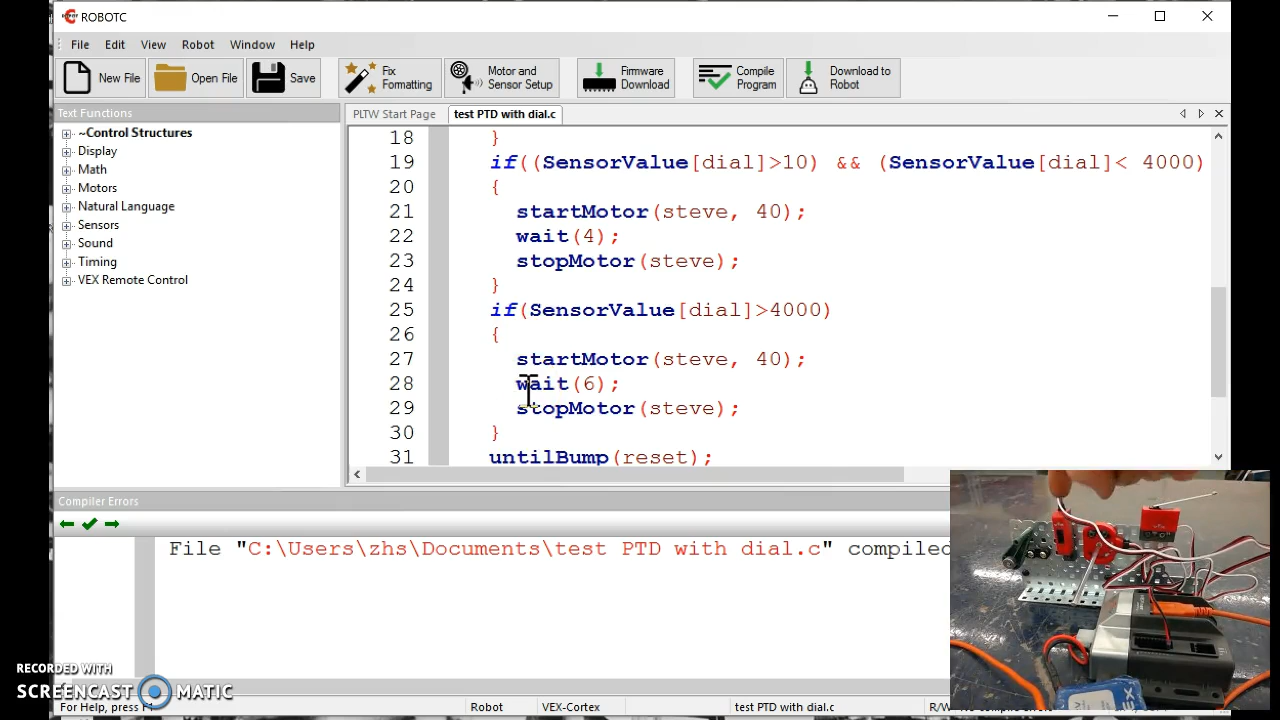 ROBOTC
File Edit View Robot Window Help
New File Open File Save Fix Formatting Motor and Sensor Setup Firmware Download Compile Program Download to Robot
Text Functions
~Control Structures
Display
Math
Motors
Natural Language
Sensors
Sound
Timing
VEX Remote Control
PLTW Start Page test PTD with dial.c
18 }
19 if((SensorValue[dial]>10) && (SensorValue[dial]< 4000)
20 {
21 startMotor(steve, 40);
22 wait(4);
23 stopMotor(steve);
24 }
25 if(SensorValue[dial]>4000)
26 {
27 startMotor(steve, 40);
28 wait(6);
29 stopMotor(steve);
30 }
31 untilBump(reset);
Compiler Errors
File "C:\Users\zhs\Documents\test PTD with dial.c" compiled
RECORDED WITH
SCREENCAST MATIC
For Help, press F1 Robot VEX-Cortex test PTD with dial.c R/W
VEX